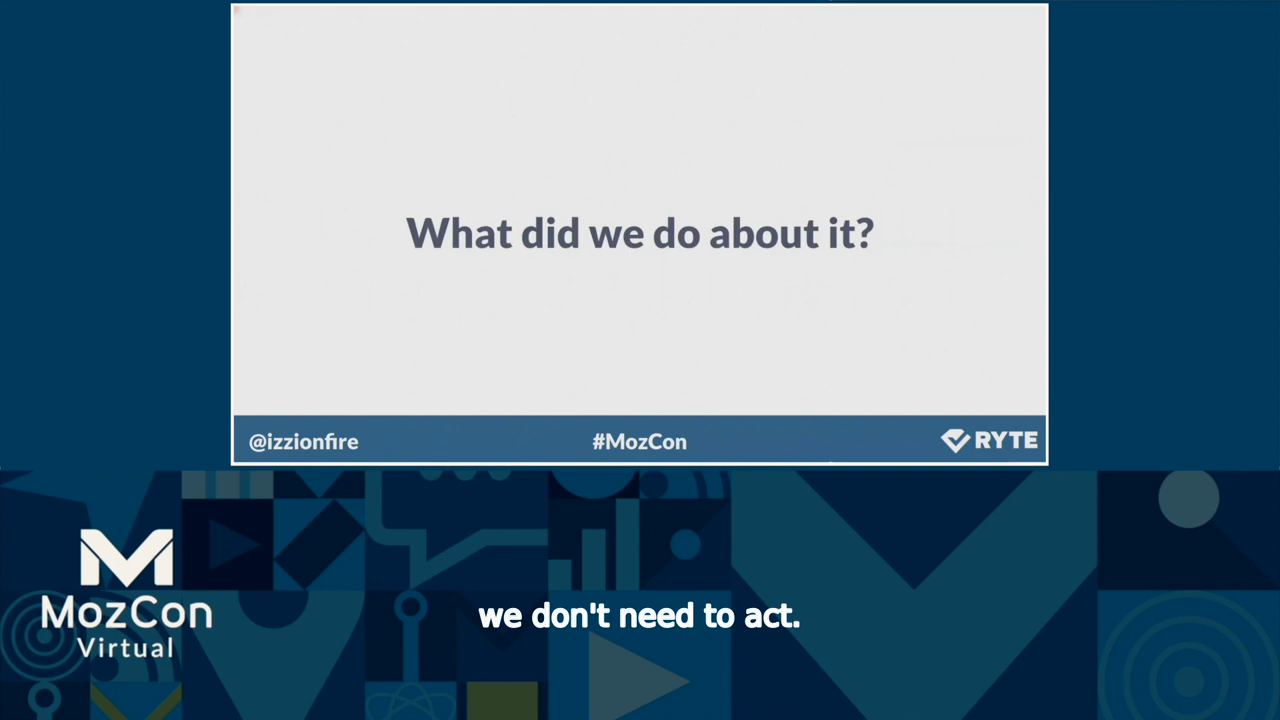 What did we do about it?
@izzionfire
#MozCon
RYTE
MozCon
Virtual
we don't need to act.